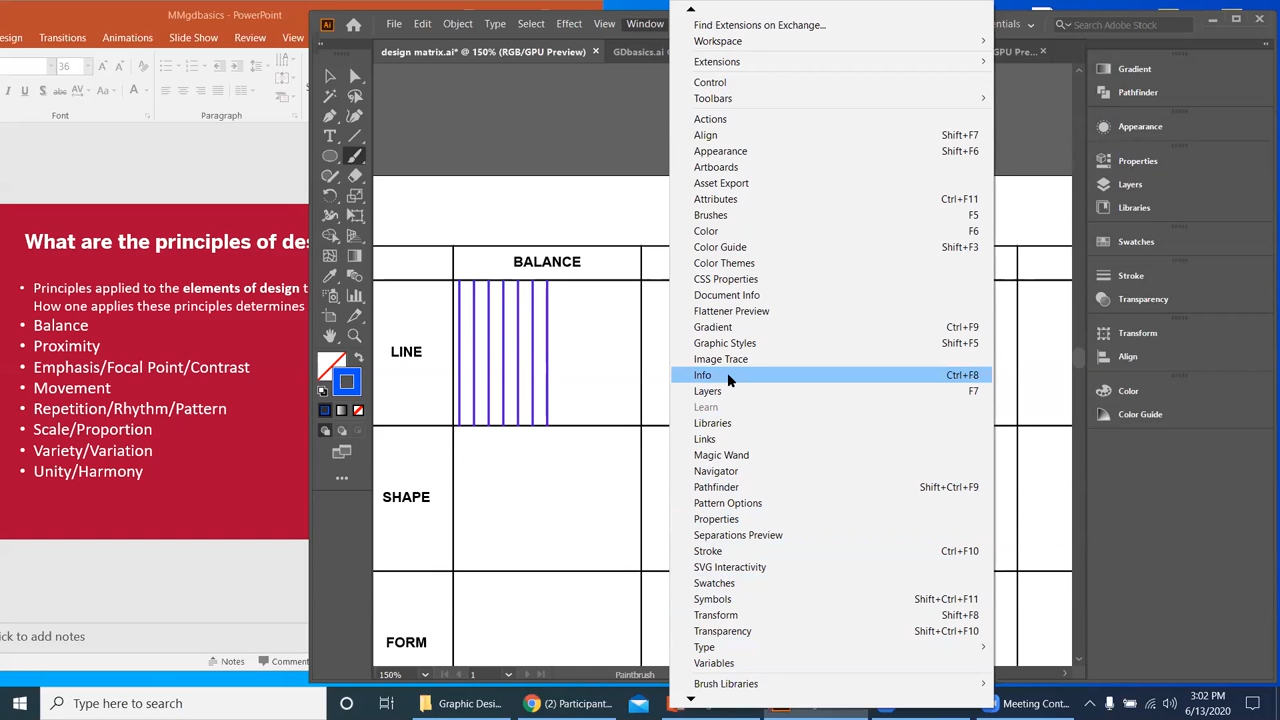 MMgdbasics - PowerPoint
esign Transitions Animations Slide Show Review View
36
Font
Paragraph
What are the principles of des
Principles applied to the elements of design t
How one applies these principles determines
• Balance
• Proximity
• Emphasis/Focal Point/Contrast
• Movement
• Repetition/Rhythm/Pattern
• Scale/Proportion
• Variety/Variation
• Unity/Harmony
ick to add notes
Notes
Comment
Ai
File Edit Object Type Select Effect View Window
entials
Search Adobe Stock
design matrix.ai* @ 150% (RGB/GPU Preview)
GDbasics.ai
GPU Pre...
BALANCE
LINE
SHAPE
FORM
150%
1
Paintbrush
Find Extensions on Exchange...
Workspace
Extensions
Control
Toolbars
Actions
Align Shift+F7
Appearance Shift+F6
Artboards
Asset Export
Attributes Ctrl+F11
Brushes F5
Color F6
Color Guide Shift+F3
Color Themes
CSS Properties
Document Info
Flattener Preview
Gradient Ctrl+F9
Graphic Styles Shift+F5
Image Trace
Info Ctrl+F8
Layers F7
Learn
Libraries
Links
Magic Wand
Navigator
Pathfinder Shift+Ctrl+F9
Pattern Options
Properties
Separations Preview
Stroke Ctrl+F10
SVG Interactivity
Swatches
Symbols Shift+Ctrl+F11
Transform Shift+F8
Transparency Shift+Ctrl+F10
Type
Variables
Brush Libraries
Gradient
Pathfinder
Appearance
Properties
Layers
Libraries
Swatches
Stroke
Transparency
Transform
Align
Color
Color Guide
Type here to search
Graphic Desi...
(2) Participant...
Meeting Cont...
3:02 PM
6/13/2020